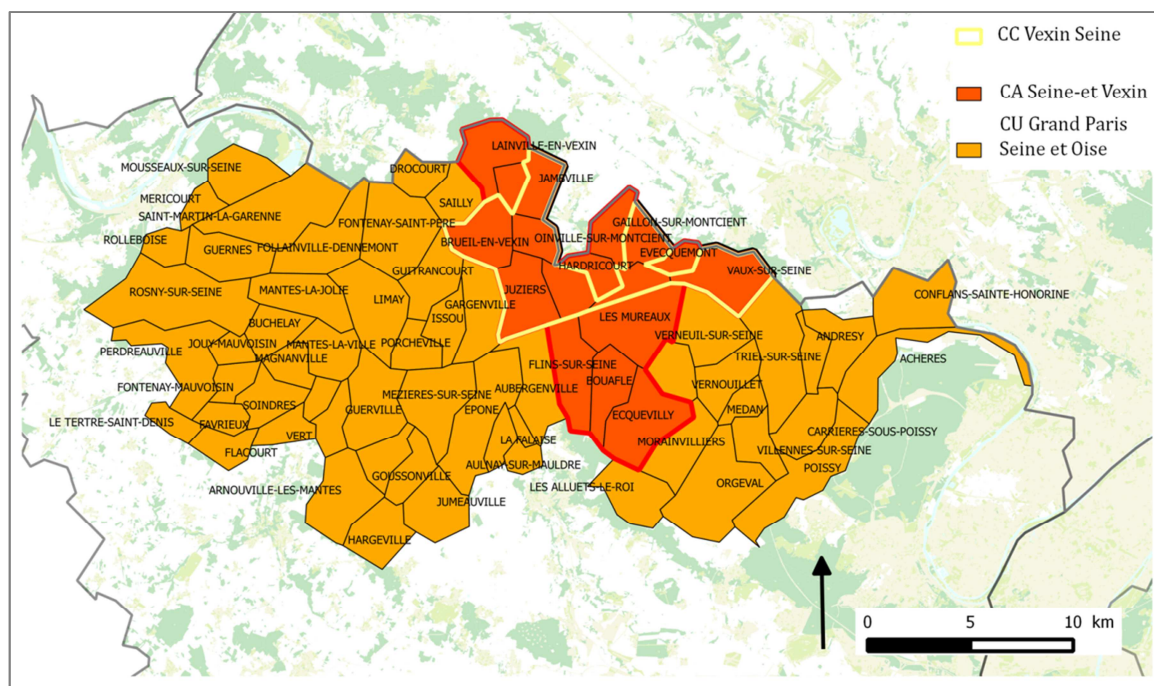 CC Vexin Seine
CA Seine-et Vexin
CU Grand Paris
Seine et Oise
LAINVILLE-EN-VEXIN
MOUSSEAUX-SUR-SEINE
DROCOURT
JAMBVILLE
MERICOURT
SAILLY
SAINT-MARTIN-LA-GARENNE
FONTENAY-SAINT-PERE
GAILLON-SUR-MONTCIENT
ROLLEBOISE
GUERNES
FOLLAINVILLE-DENNEMONT
BRUEIL-EN-VEXIN
OINVILLE-SUR-MONTCIENT
EVECQUEMONT
HARDRICOURT
GUITRANCOURT
VAUX-SUR-SEINE
ROSNY-SUR-SEINE
MANTES-LA-JOLIE
LIMAY
JUZIERS
CONFLANS-SAINTE-HONORINE
GARGENVILLE
ISSOU
LES MUREAUX
BUCHELAY
VERNEUIL-SUR-SEINE
ANDRESY
PERDREAUVILLE
JOUY-MAUVOISIN
MANTES-LA-VILLE
PORCHEVILLE
MAGNANVILLE
TRIEL-SUR-SEINE
ACHERES
FLINS-SUR-SEINE
FONTENAY-MAUVOISIN
AUBERGENVILLE
BOUAFLE
VERNOUILLET
MEZIERES-SUR-SEINE
SOINDRES
GUERVILLE
EPONE
MEDAN
ECQUEVILLY
LE TERTRE-SAINT-DENIS
FAVRIEUX
VERT
CARRIERES-SOUS-POISSY
LA FALAISE
MORAINVILLIERS
FLACOURT
VILLENNES-SUR-SEINE
AULNAY-SUR-MAULDRE
POISSY
GOUSSONVILLE
ORGEVAL
ARNOUVILLE-LES-MANTES
LES ALLUETS-LE-ROI
JUMEAUVILLE
HARGEVILLE
0 5 10 km